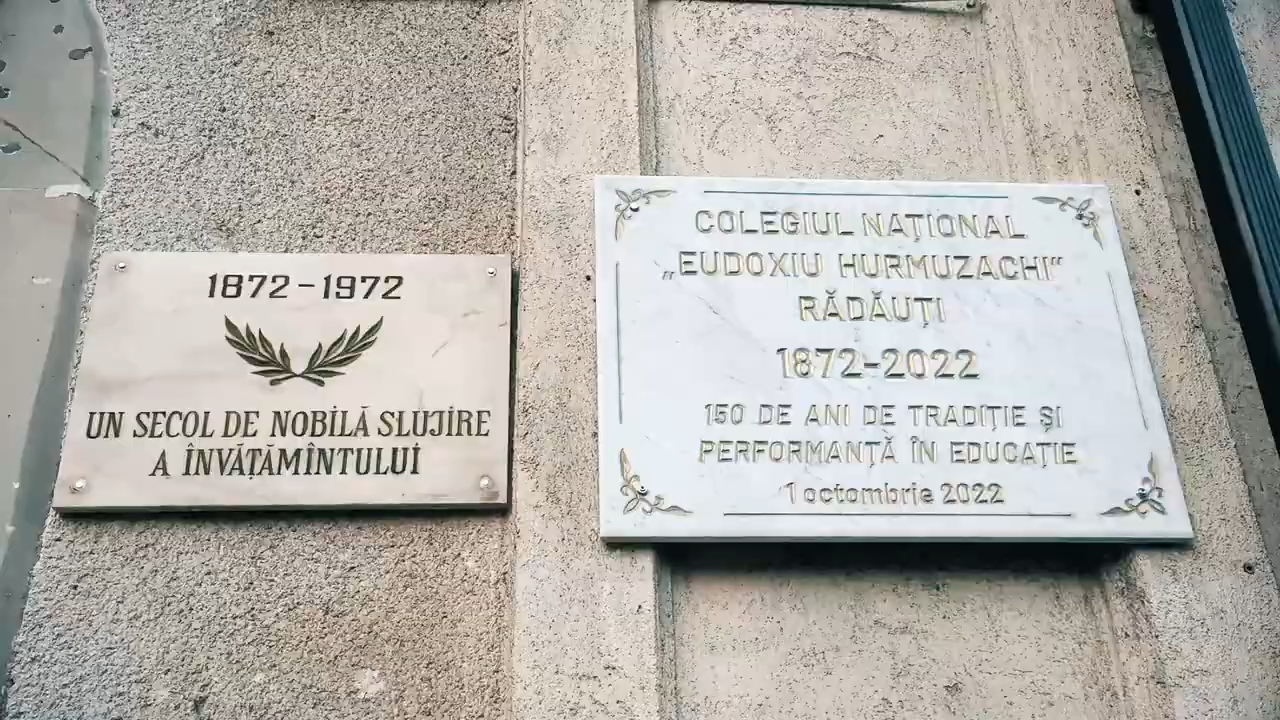 1872-1972
UN SECOL DE NOBILĂ SLUJIRE
A ÎNVĂȚĂMÎNTULUI
COLEGIUL NAȚIONAL
„EUDOXIU HURMUZACHI”
RĂDĂUȚI
1872-2022
150 DE ANI DE TRADIȚIE ȘI
PERFORMANȚĂ ÎN EDUCAȚIE
1 octombrie 2022